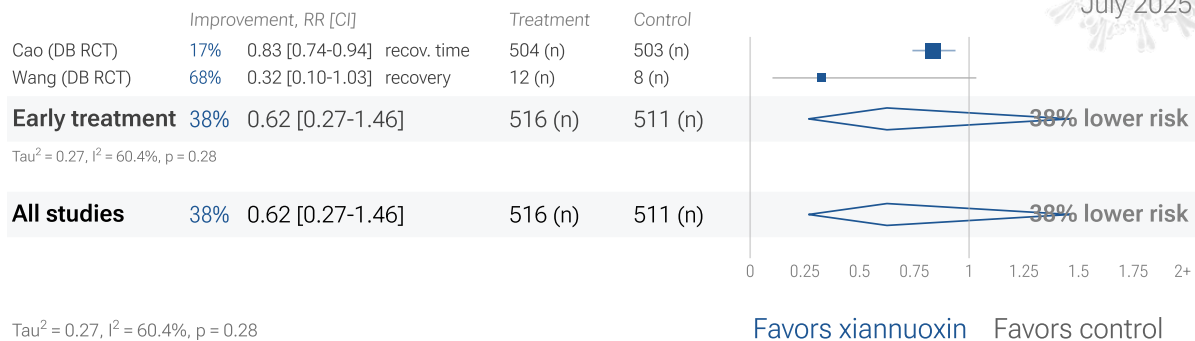 July 2025
Improvement, RR [CI] Treatment Control
Cao (DB RCT) 17% 0.83 [0.74-0.94] recov. time 504 (n) 503 (n)
Wang (DB RCT) 68% 0.32 [0.10-1.03] recovery 12 (n) 8 (n)
Early treatment 38% 0.62 [0.27-1.46] 516 (n) 511 (n) 38% lower risk
Tau² = 0.27, I² = 60.4%, p = 0.28
All studies 38% 0.62 [0.27-1.46] 516 (n) 511 (n) 38% lower risk
0 0.25 0.5 0.75 1 1.25 1.5 1.75 2+
Tau² = 0.27, I² = 60.4%, p = 0.28 Favors xiannuoxin Favors control